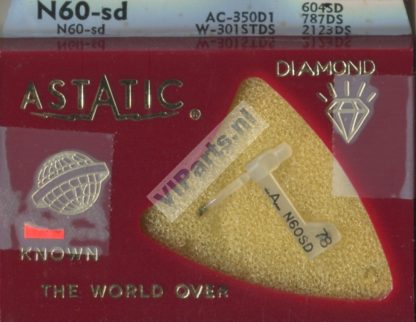 N60-sd
N60-sd
AC-350D1
W-301STDS
604SD
787DS
2123DS
ASTATIC ®
DIAMOND
VIParts.nl
A N60SD 78
KNOWN
THE WORLD OVER